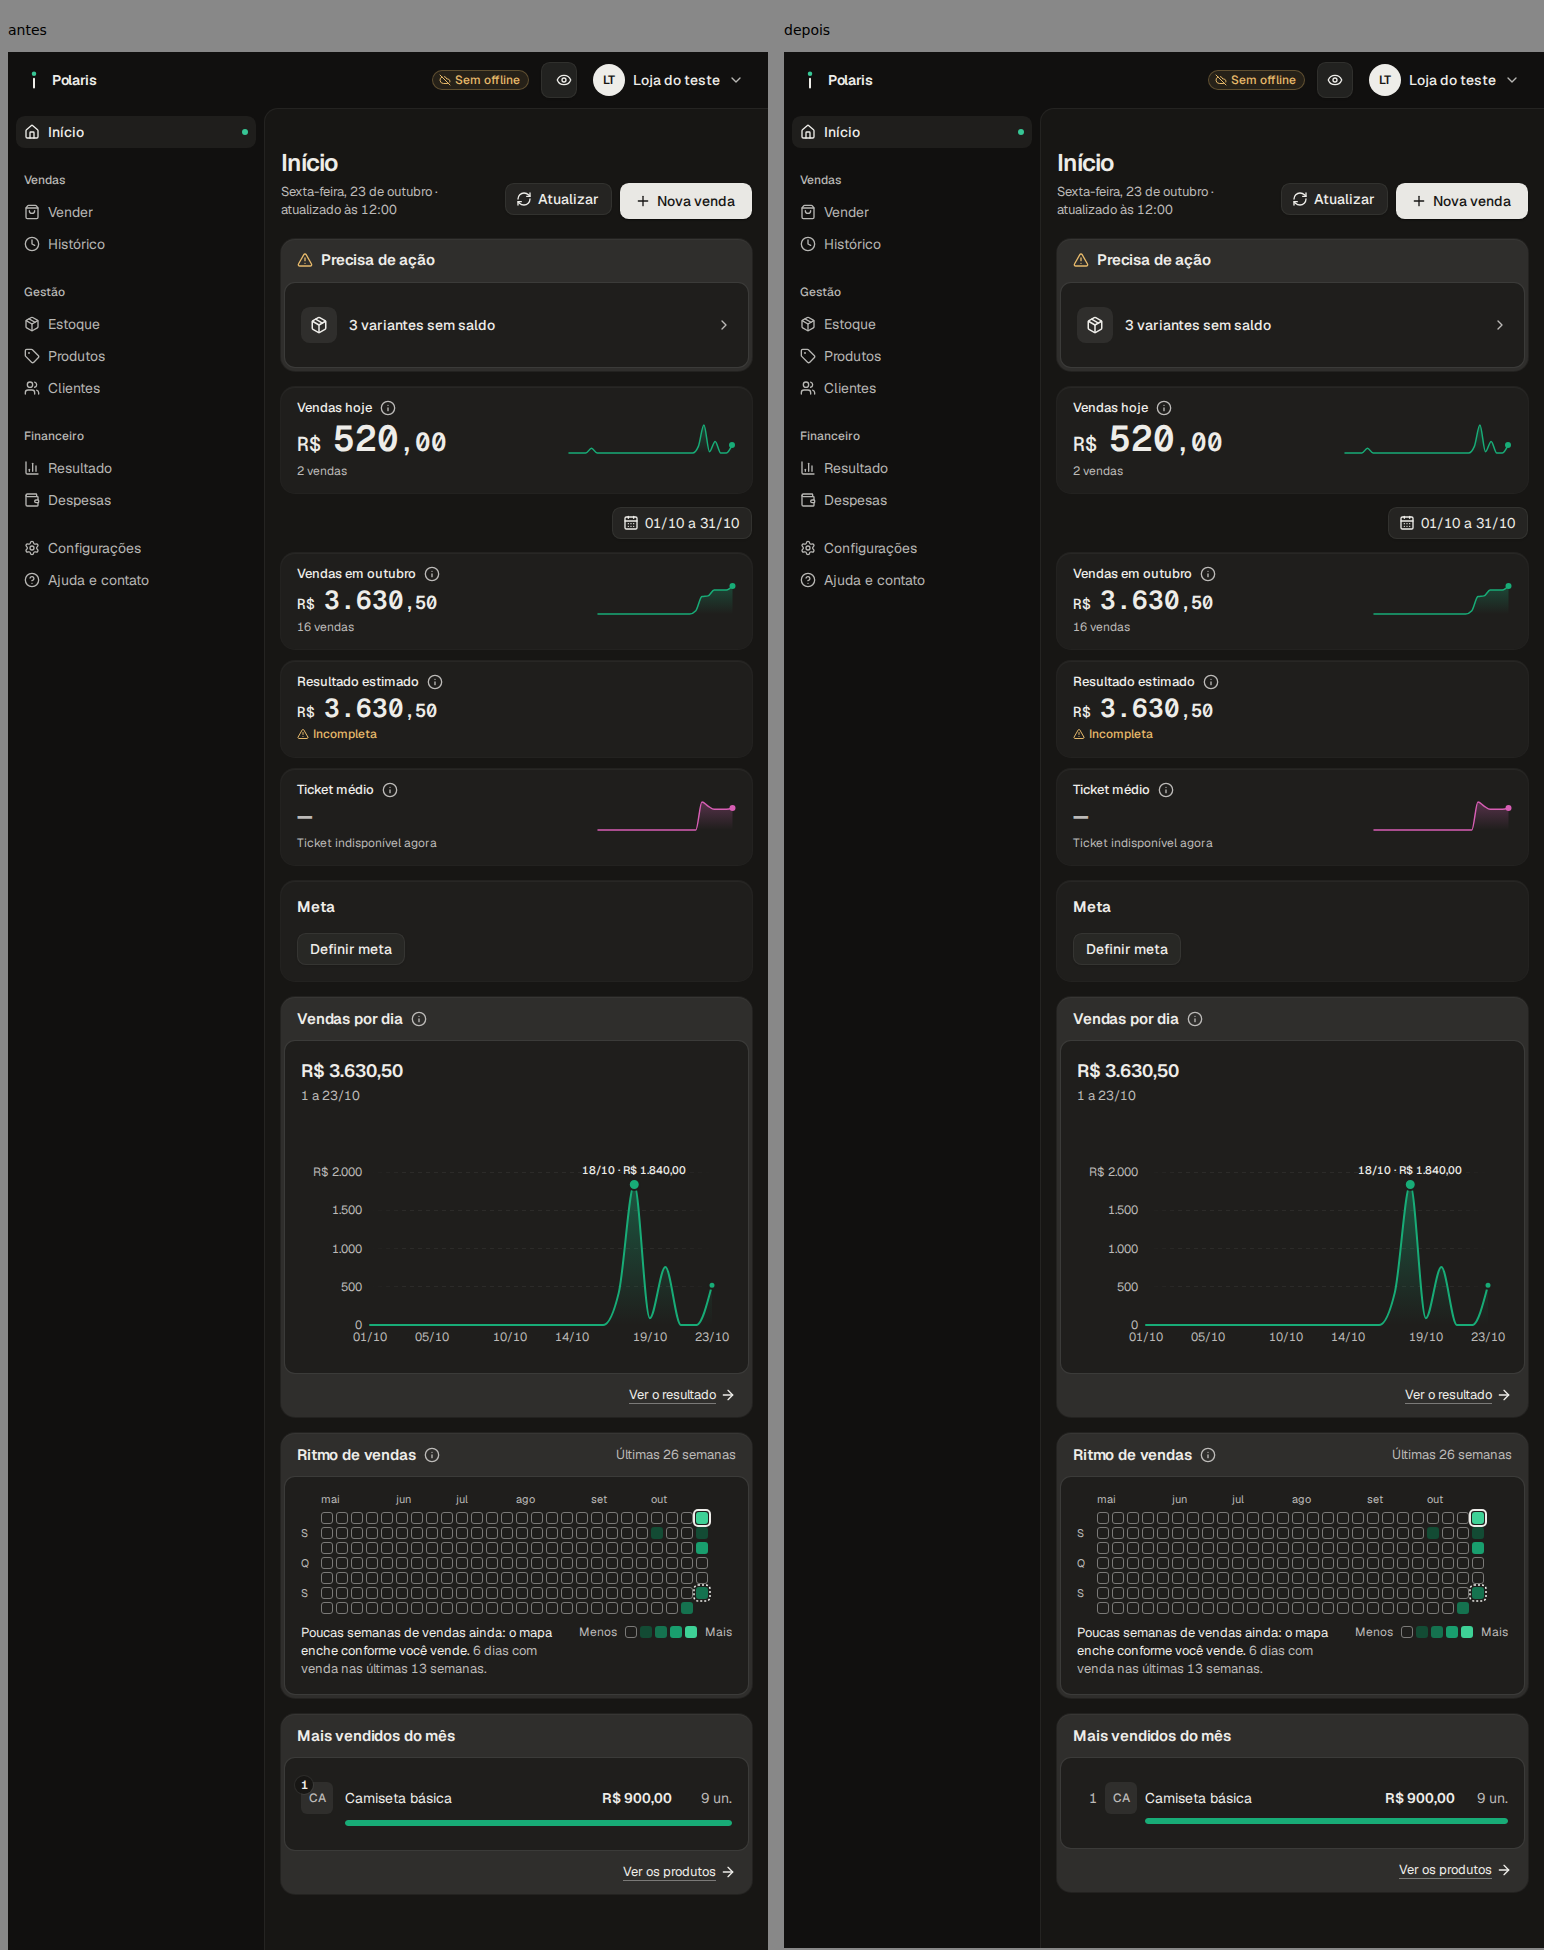 antes
Polaris
Sem offline
LT
Loja do teste
Início
Vendas
Vender
Histórico
Gestão
Estoque
Produtos
Clientes
Financeiro
Resultado
Despesas
Configurações
Ajuda e contato
Início
Sexta-feira, 23 de outubro ·
atualizado às 12:00
Atualizar
Nova venda
Precisa de ação
3 variantes sem saldo
Vendas hoje
R$ 520,00
2 vendas
01/10 a 31/10
Vendas em outubro
R$ 3.630,50
16 vendas
Resultado estimado
R$ 3.630,50
Incompleta
Ticket médio
—
Ticket indisponível agora
Meta
Definir meta
Vendas por dia
R$ 3.630,50
1 a 23/10
18/10 · R$ 1.840,00
R$ 2.000
1.500
1.000
500
0
01/10 05/10 10/10 14/10 19/10 23/10
Ver o resultado
Ritmo de vendas
Últimas 26 semanas
mai jun jul ago set out
S
Q
S
Poucas semanas de vendas ainda: o mapa
enche conforme você vende. 6 dias com
venda nas últimas 13 semanas.
Menos
Mais
Mais vendidos do mês
1
CA
Camiseta básica R$ 900,00 9 un.
Ver os produtos
depois
Polaris
Sem offline
LT
Loja do teste
Início
Vendas
Vender
Histórico
Gestão
Estoque
Produtos
Clientes
Financeiro
Resultado
Despesas
Configurações
Ajuda e contato
Início
Sexta-feira, 23 de outubro ·
atualizado às 12:00
Atualizar
Nova venda
Precisa de ação
3 variantes sem saldo
Vendas hoje
R$ 520,00
2 vendas
01/10 a 31/10
Vendas em outubro
R$ 3.630,50
16 vendas
Resultado estimado
R$ 3.630,50
Incompleta
Ticket médio
—
Ticket indisponível agora
Meta
Definir meta
Vendas por dia
R$ 3.630,50
1 a 23/10
18/10 · R$ 1.840,00
R$ 2.000
1.500
1.000
500
0
01/10 05/10 10/10 14/10 19/10 23/10
Ver o resultado
Ritmo de vendas
Últimas 26 semanas
mai jun jul ago set out
S
Q
S
Poucas semanas de vendas ainda: o mapa
enche conforme você vende. 6 dias com
venda nas últimas 13 semanas.
Menos
Mais
Mais vendidos do mês
1 CA Camiseta básica R$ 900,00 9 un.
Ver os produtos